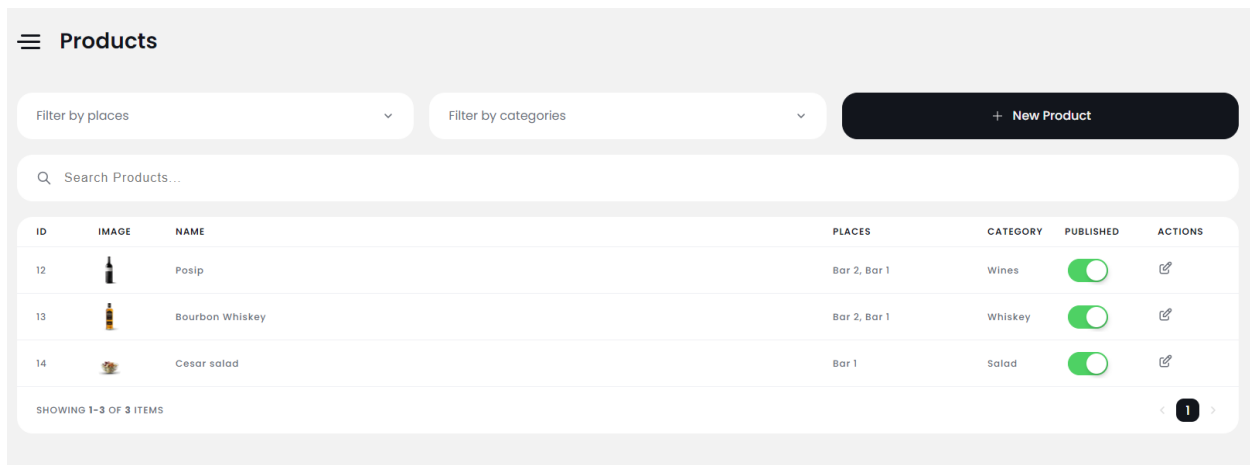 Products
Filter by places
Filter by categories
+ New Product
Search Products...
ID IMAGE NAME PLACES CATEGORY PUBLISHED ACTIONS
12 Posip Bar 2, Bar 1 Wines
13 Bourbon Whiskey Bar 2, Bar 1 Whiskey
14 Cesar salad Bar 1 Salad
SHOWING 1-3 OF 3 ITEMS
< 1 >